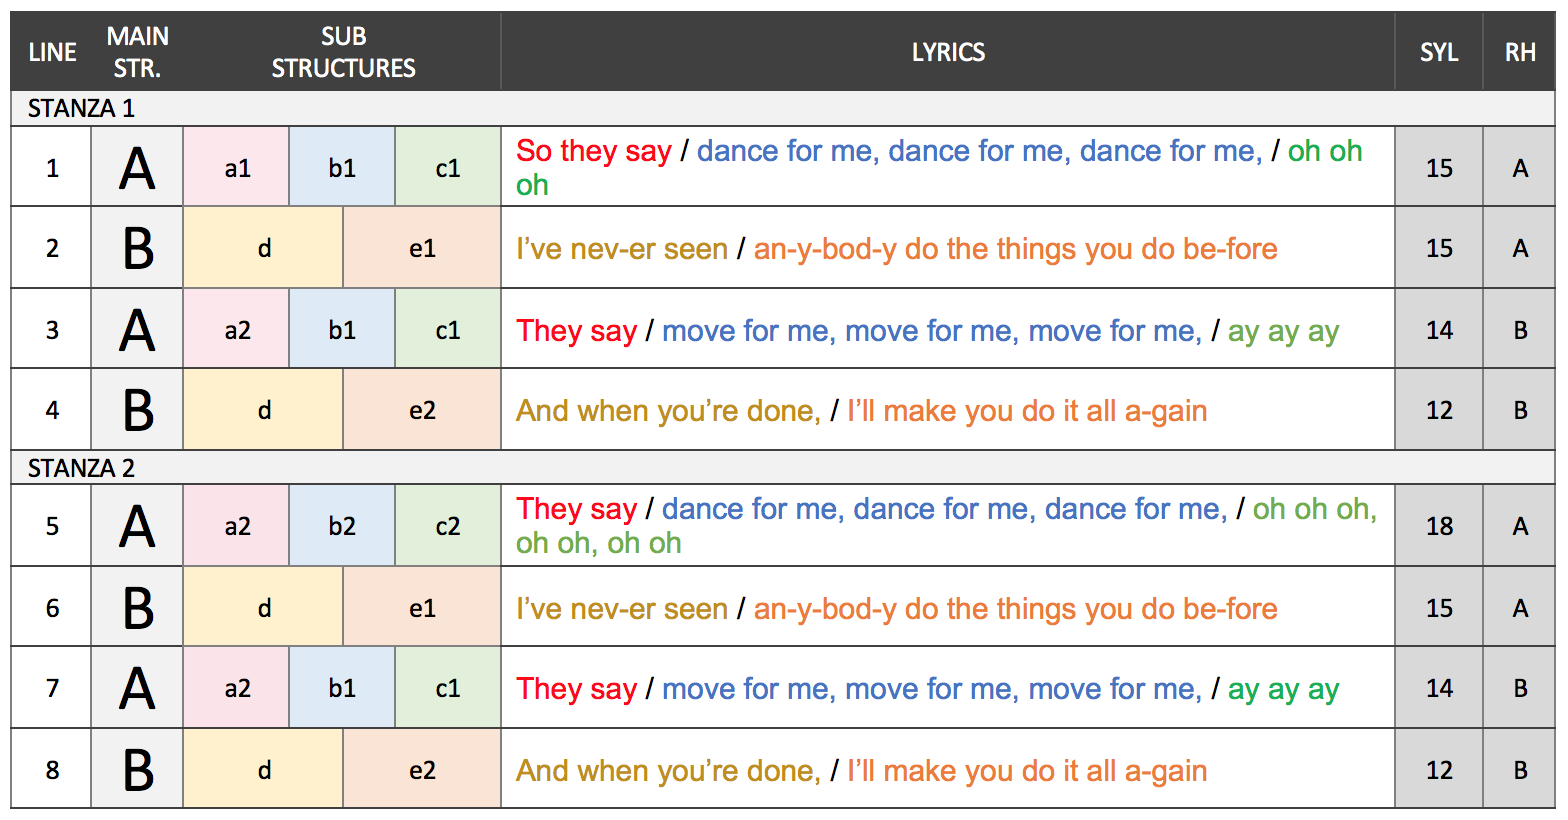 LINE MAIN STR. SUB STRUCTURES LYRICS SYL RH
STANZA 1
1 A a1 b1 c1 So they say / dance for me, dance for me, dance for me, / oh oh oh 15 A
2 B d e1 I’ve nev-er seen / an-y-bod-y do the things you do be-fore 15 A
3 A a2 b1 c1 They say / move for me, move for me, move for me, / ay ay ay 14 B
4 B d e2 And when you’re done, / I’ll make you do it all a-gain 12 B
STANZA 2
5 A a2 b2 c2 They say / dance for me, dance for me, dance for me, / oh oh oh, oh oh, oh oh 18 A
6 B d e1 I’ve nev-er seen / an-y-bod-y do the things you do be-fore 15 A
7 A a2 b1 c1 They say / move for me, move for me, move for me, / ay ay ay 14 B
8 B d e2 And when you’re done, / I’ll make you do it all a-gain 12 B